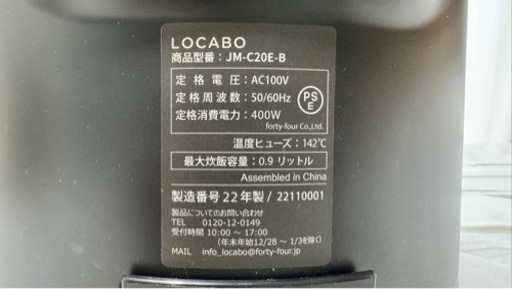 LOCABO
商品型番：JM-C20E-B
定格電圧：AC100V
定格周波数：50/60Hz
定格消費電力：400W
PS
E
forty-four Co.,Ltd.
温度ヒューズ：142℃
最大炊飯容量：0.9 リットル
Assembled in China
製造番号 22年製 / 22110001
製品についてのお問い合わせ
TEL 0120-12-0149
受付時間 10:00 ～ 17:00
（年末年始12/28 ～ 1/3を除く）
MAIL info_locabo@forty-four.jp